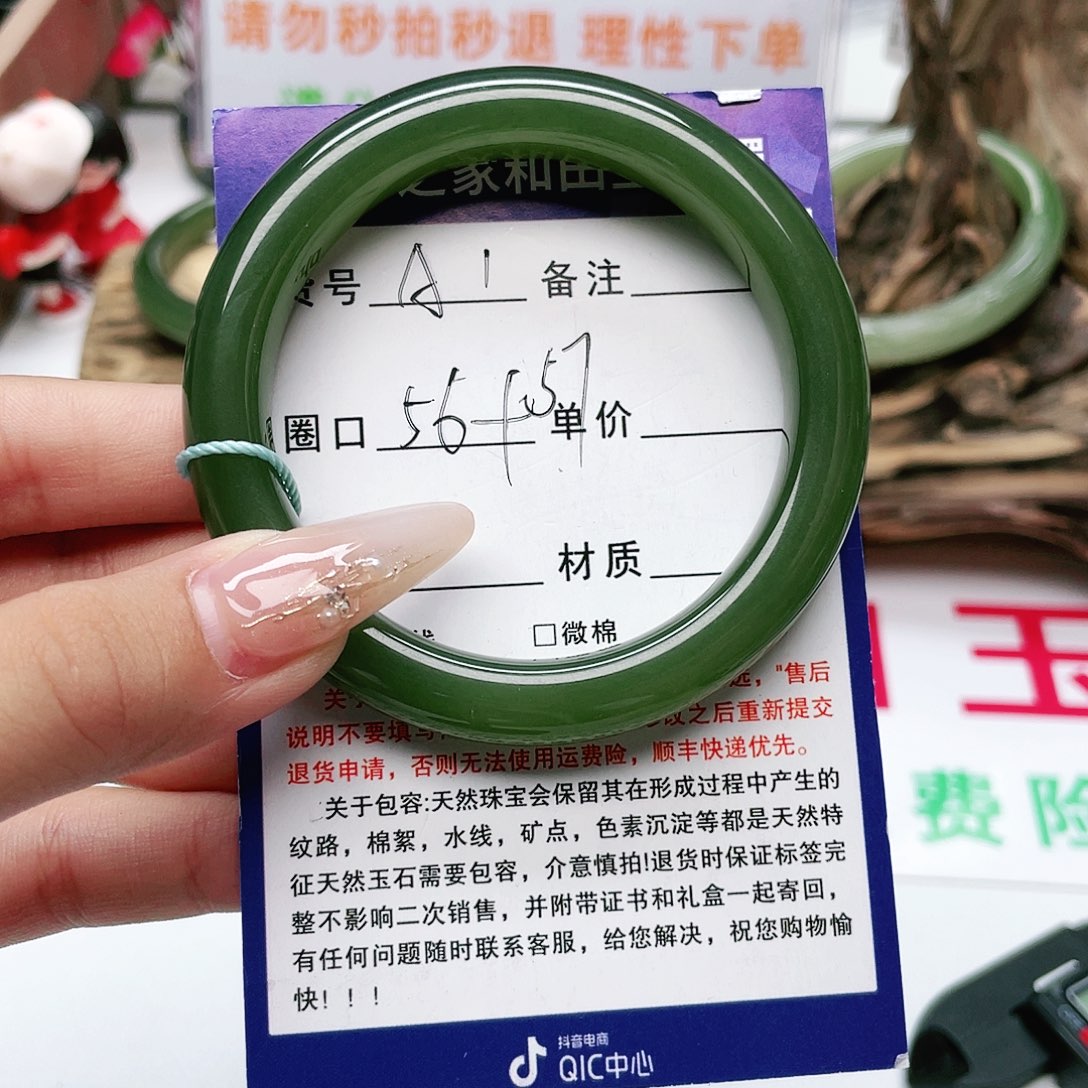 请勿秒拍秒退 理性下单
之家和田玉
货号 A 1 备注
圈口 56 57 单价
材质
□微棉
关于 选，"售后
说明不要填写 改之后重新提交
退货申请，否则无法使用运费险，顺丰快递优先。
关于包容:天然珠宝会保留其在形成过程中产生的
纹路，棉絮，水线，矿点，色素沉淀等都是天然特
征天然玉石需要包容，介意慎拍!退货时保证标签完
整不影响二次销售，并附带证书和礼盒一起寄回，
有任何问题随时联系客服，给您解决，祝您购物愉
快！！！
抖音电商
QIC中心
玉
费险